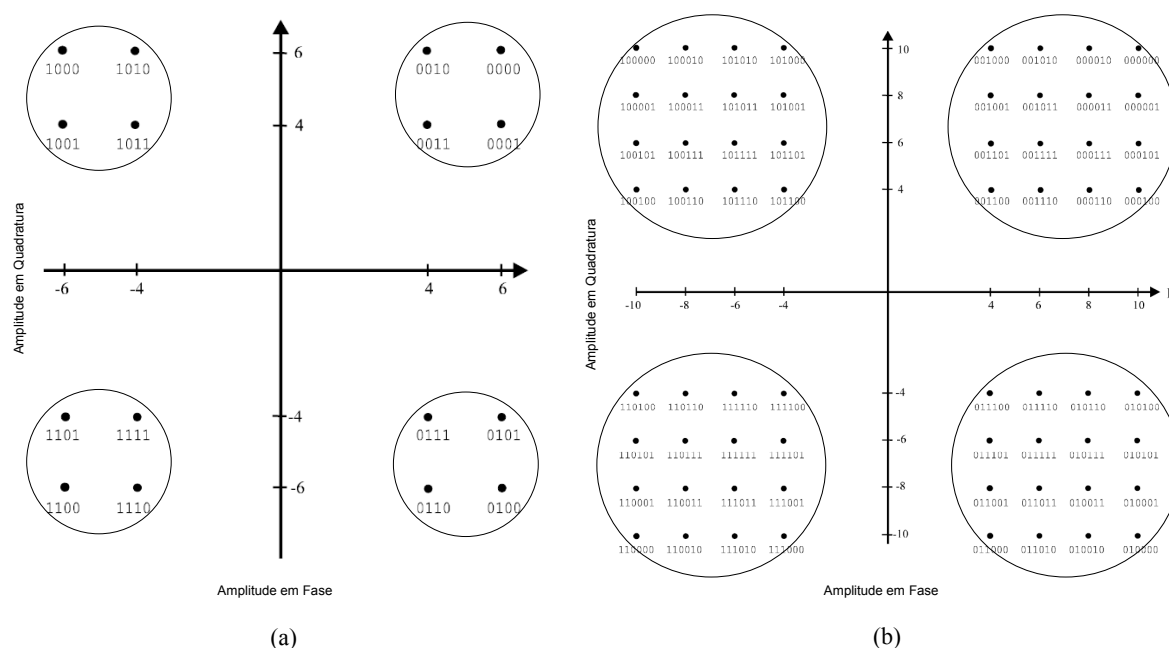 6
1000 1010 0010 0000
4
1001 1011 0011 0001
Amplitude em Quadratura
-6 -4 4 6
-4
1101 1111 0111 0101
-6
1100 1110 0110 0100
Amplitude em Fase
(a)
10
100000 100010 101010 101000 001000 001010 000010 000000
8
100001 100011 101011 101001 001001 001011 000011 000001
6
100101 100111 101111 101101 001101 001111 000111 000101
4
100100 100110 101110 101100 001100 001110 000110 000100
Amplitude em Quadratura
-10 -8 -6 -4 4 6 8 10
-4
110100 110110 111110 111100 011100 011110 010110 010100
-6
110101 110111 111111 111101 011101 011111 010111 010101
-8
110001 110011 111011 111001 011001 011011 010011 010001
-10
110000 110010 111010 111000 011000 011010 010010 010000
Amplitude em Fase
(b)